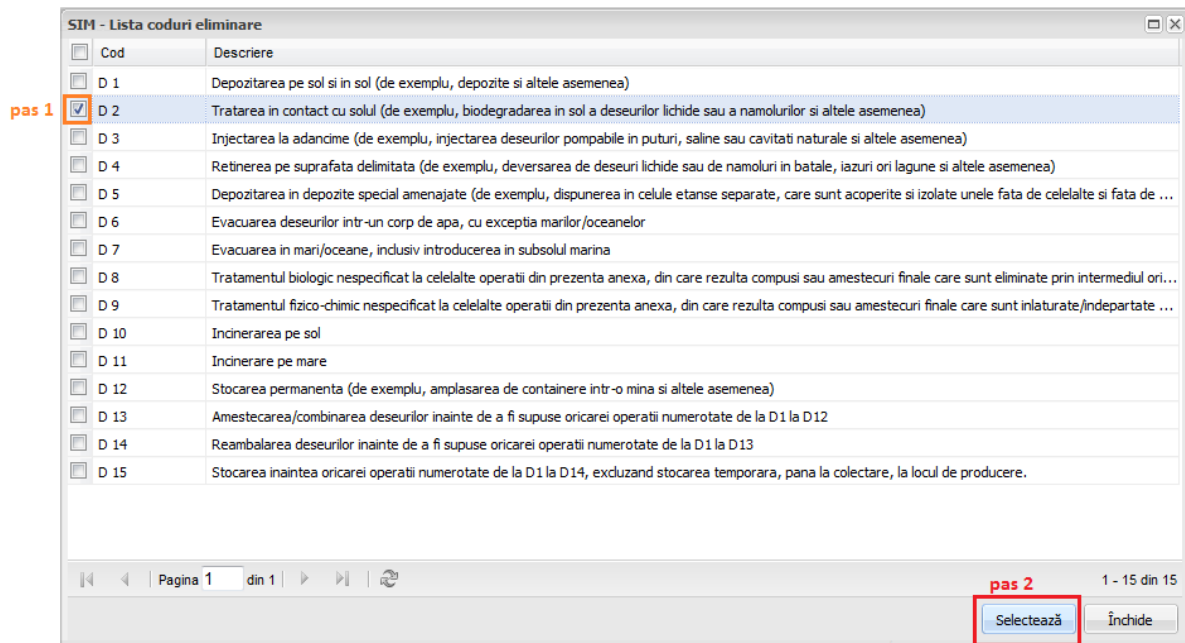 SIM - Lista coduri eliminare
Cod Descriere
D 1 Depozitarea pe sol si in sol (de exemplu, depozite si altele asemenea)
pas 1 D 2 Tratarea in contact cu solul (de exemplu, biodegradarea in sol a deseurilor lichide sau a namolurilor si altele asemenea)
D 3 Injectarea la adancime (de exemplu, injectarea deseurilor pompabile in puturi, saline sau cavitati naturale si altele asemenea)
D 4 Retinerea pe suprafata delimitata (de exemplu, deversarea de deseuri lichide sau de namoluri in batale, iazuri ori lagune si altele asemenea)
D 5 Depozitarea in depozite special amenajate (de exemplu, dispunerea in celule etanse separate, care sunt acoperite si izolate unele fata de celelalte si fata de ...
D 6 Evacuarea deseurilor intr-un corp de apa, cu exceptia marilor/oceanelor
D 7 Evacuarea in mari/oceane, inclusiv introducerea in subsolul marina
D 8 Tratamentul biologic nespecificat la celelalte operatii din prezenta anexa, din care rezulta compusi sau amestecuri finale care sunt eliminate prin intermediul ori...
D 9 Tratamentul fizico-chimic nespecificat la celelalte operatii din prezenta anexa, din care rezulta compusi sau amestecuri finale care sunt inlaturate/indepartate ...
D 10 Incinerarea pe sol
D 11 Incinerare pe mare
D 12 Stocarea permanenta (de exemplu, amplasarea de containere intr-o mina si altele asemenea)
D 13 Amestecarea/combinarea deseurilor inainte de a fi supuse oricarei operatii numerotate de la D1 la D12
D 14 Reambalarea deseurilor inainte de a fi supuse oricarei operatii numerotate de la D1 la D13
D 15 Stocarea inaintea oricarei operatii numerotate de la D1 la D14, excluzand stocarea temporara, pana la colectare, la locul de producere.
Pagina 1 din 1 1 - 15 din 15
pas 2
Selectează Închide